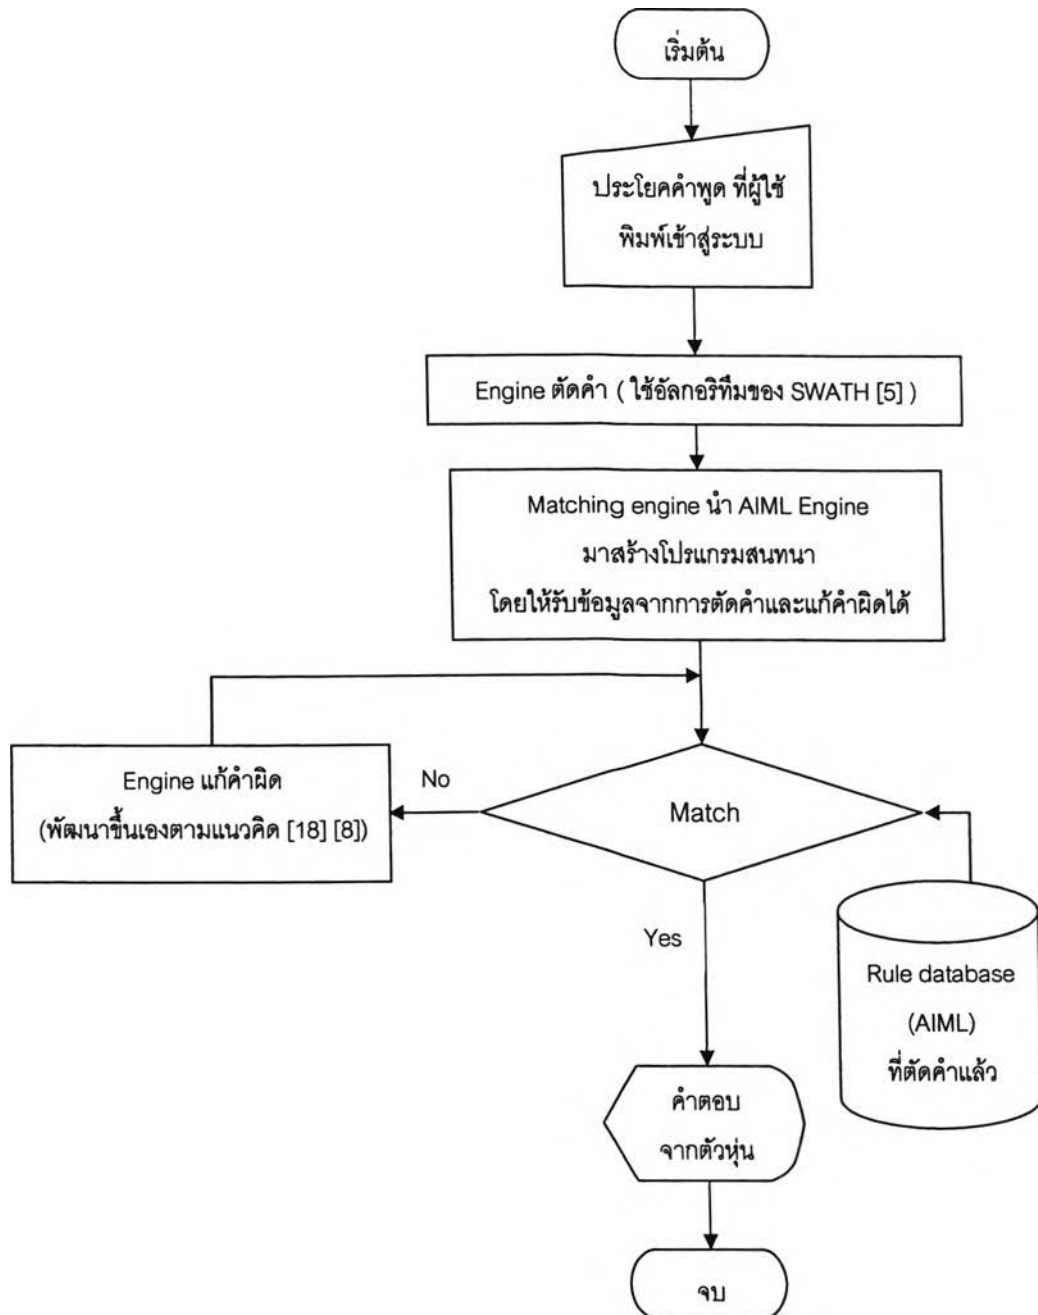 เริ่มต้น
ประโยคคำพูด ที่ผู้ใช้
พิมพ์เข้าสู่ระบบ
Engine ตัดคำ ( ใช้อัลกอริทึมของ SWATH [5] )
Matching engine นำ AIML Engine
มาสร้างโปรแกรมสนทนา
โดยให้รับข้อมูลจากการตัดคำและแก้คำผิดได้
Engine แก้คำผิด
(พัฒนาขึ้นเองตามแนวคิด [18] [8])
No
Match
Yes
Rule database
(AIML)
ที่ตัดคำแล้ว
คำตอบ
จากตัวหุ่น
จบ